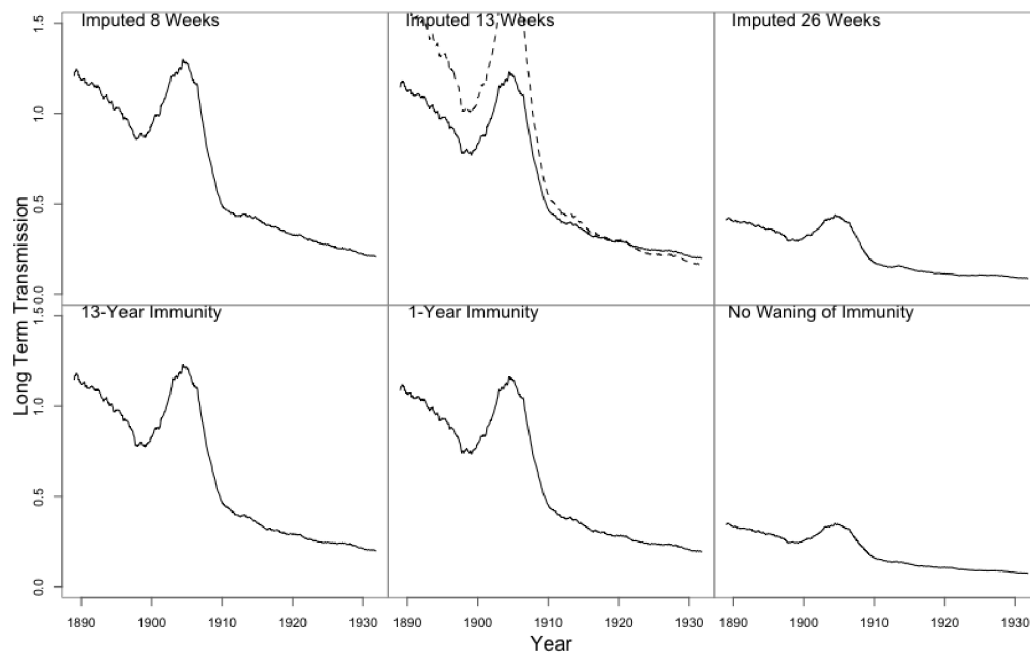 Imputed 8 Weeks
Imputed 13 Weeks
Imputed 26 Weeks
1.5
1.0
0.5
0.0
Long Term Transmission
13-Year Immunity
1-Year Immunity
No Waning of Immunity
1.5
1.0
0.5
0.0
1890 1900 1910 1920 1930
1890 1900 1910 1920 1930
1890 1900 1910 1920 1930
Year